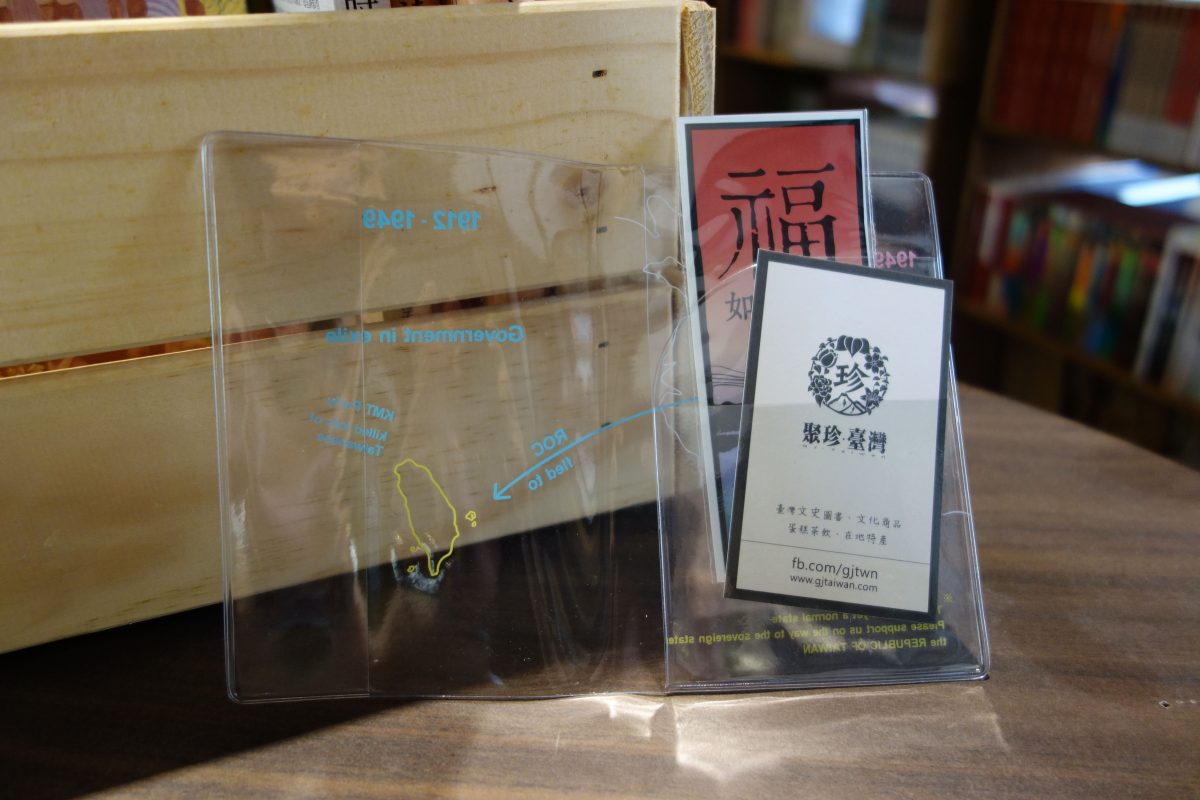 1912 - 1949
Government in exile
KMT Party
killed lots of
Taiwanese
ROC
fled to
福
如
1949
珍
聚珍·臺灣
臺灣文史圖書·文化商品
蛋糕茶飲·在地特產
fb.com/gjtwn
www.gjtaiwan.com
a normal state
Please support us on the way to the sovereign state
the REPUBLIC OF TAIWAN